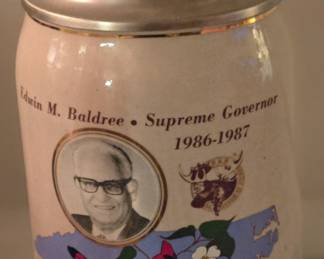 Edwin M. Baldree • Supreme Governor
1986-1987